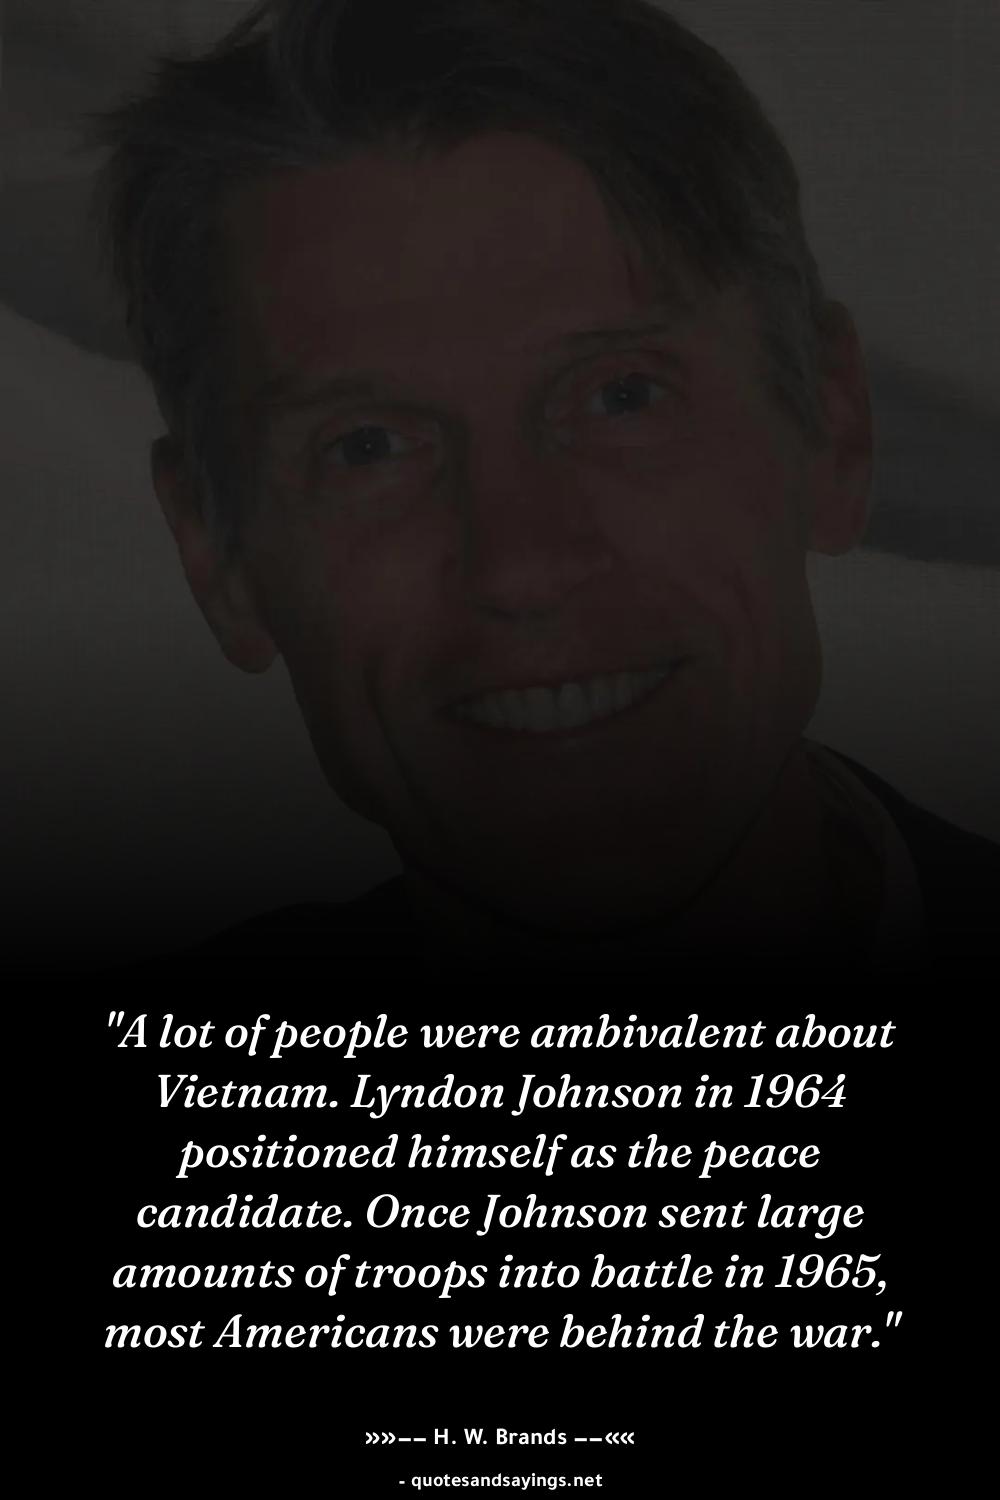 "A lot of people were ambivalent about
Vietnam. Lyndon Johnson in 1964
positioned himself as the peace
candidate. Once Johnson sent large
amounts of troops into battle in 1965,
most Americans were behind the war."
»»−− H. W. Brands −−««
- quotesandsayings.net